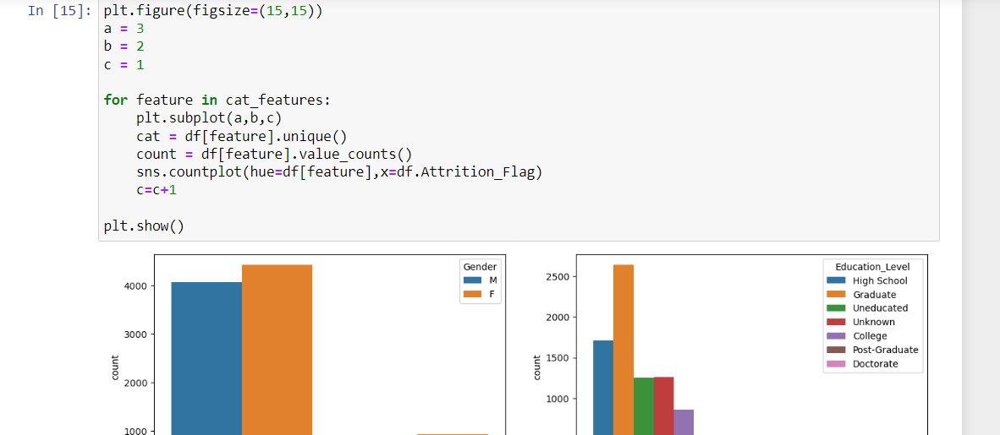 In [15]: plt.figure(figsize=(15,15))
a = 3
b = 2
c = 1
for feature in cat_features:
plt.subplot(a,b,c)
cat = df[feature].unique()
count = df[feature].value_counts()
sns.countplot(hue=df[feature],x=df.Attrition_Flag)
c=c+1
plt.show()
4000
3000
2000
1000
count
Gender
M
F
2500
2000
1500
1000
count
Education_Level
High School
Graduate
Uneducated
Unknown
College
Post-Graduate
Doctorate